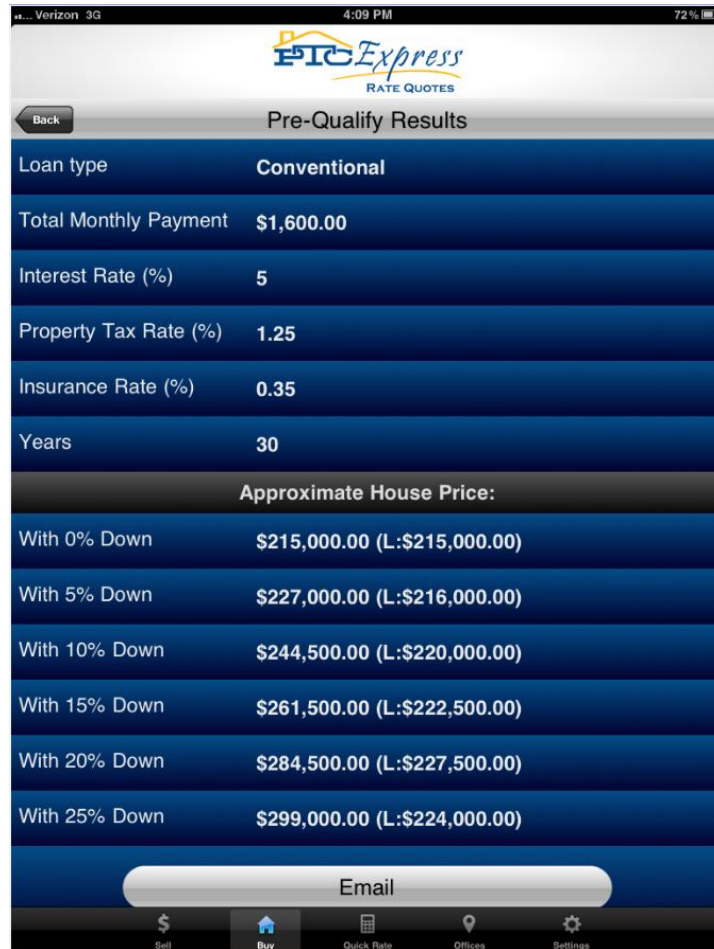 Verizon 3G 4:09 PM 72%
PTC Express
RATE QUOTES
Back Pre-Qualify Results
Loan type Conventional
Total Monthly Payment $1,600.00
Interest Rate (%) 5
Property Tax Rate (%) 1.25
Insurance Rate (%) 0.35
Years 30
Approximate House Price:
With 0% Down $215,000.00 (L:$215,000.00)
With 5% Down $227,000.00 (L:$216,000.00)
With 10% Down $244,500.00 (L:$220,000.00)
With 15% Down $261,500.00 (L:$222,500.00)
With 20% Down $284,500.00 (L:$227,500.00)
With 25% Down $299,000.00 (L:$224,000.00)
Email
Sell Buy Quick Rate Offices Settings